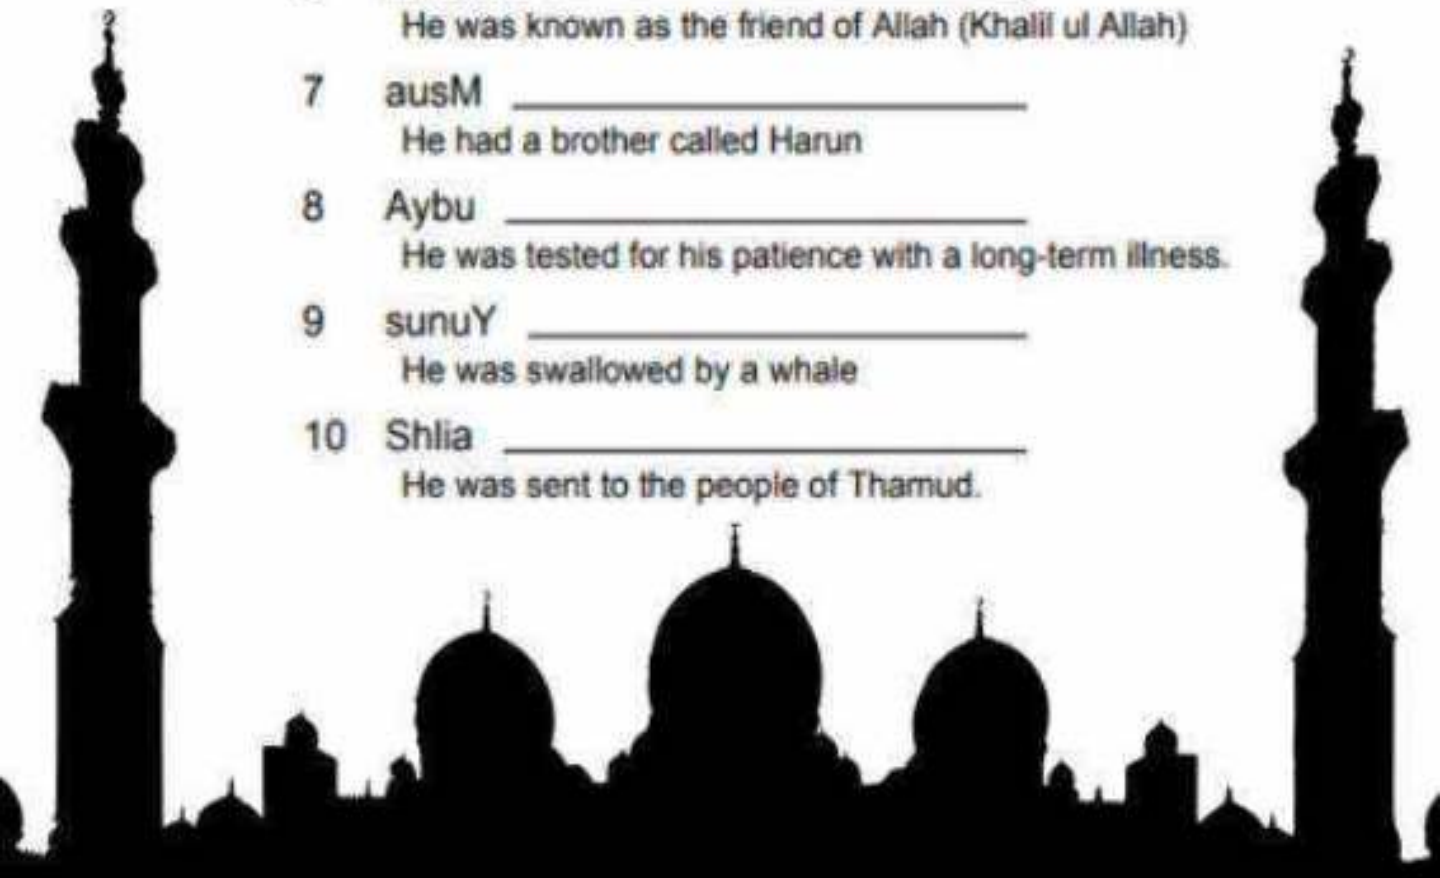 He was known as the friend of Allah (Khalil ul Allah)
7 ausM
He had a brother called Harun
8 Aybu
He was tested for his patience with a long-term illness.
9 sunuY
He was swallowed by a whale
10 Shlia
He was sent to the people of Thamud.